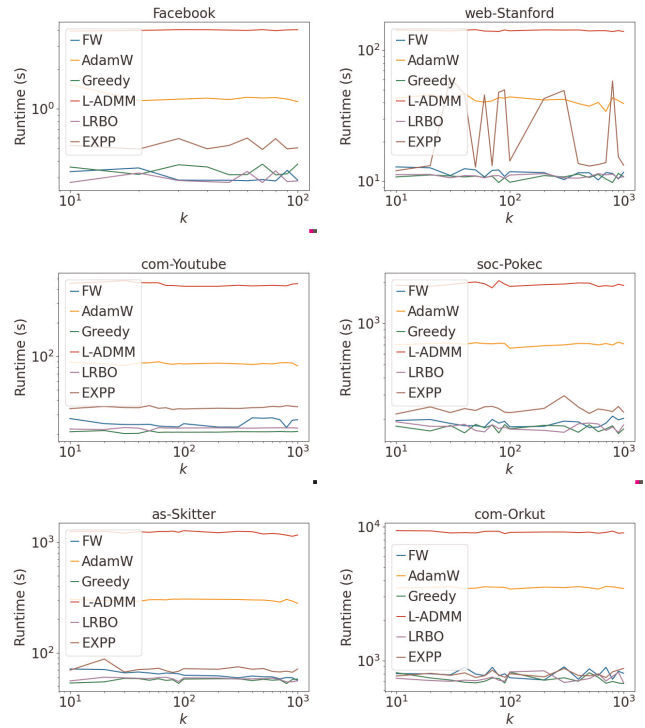 Facebook
Runtime (s)
10⁰
FW
AdamW
Greedy
L-ADMM
LRBO
EXPP
10¹
10²
k
web-Stanford
Runtime (s)
10²
10¹
FW
AdamW
Greedy
L-ADMM
LRBO
EXPP
10¹
10²
10³
k
com-Youtube
Runtime (s)
10²
FW
AdamW
Greedy
L-ADMM
LRBO
EXPP
10¹
10²
10³
k
soc-Pokec
Runtime (s)
10³
FW
AdamW
Greedy
L-ADMM
LRBO
EXPP
10¹
10²
10³
k
as-Skitter
Runtime (s)
10³
10²
FW
AdamW
Greedy
L-ADMM
LRBO
EXPP
10¹
10²
10³
k
com-Orkut
Runtime (s)
10⁴
10³
FW
AdamW
Greedy
L-ADMM
LRBO
EXPP
10¹
10²
10³
k